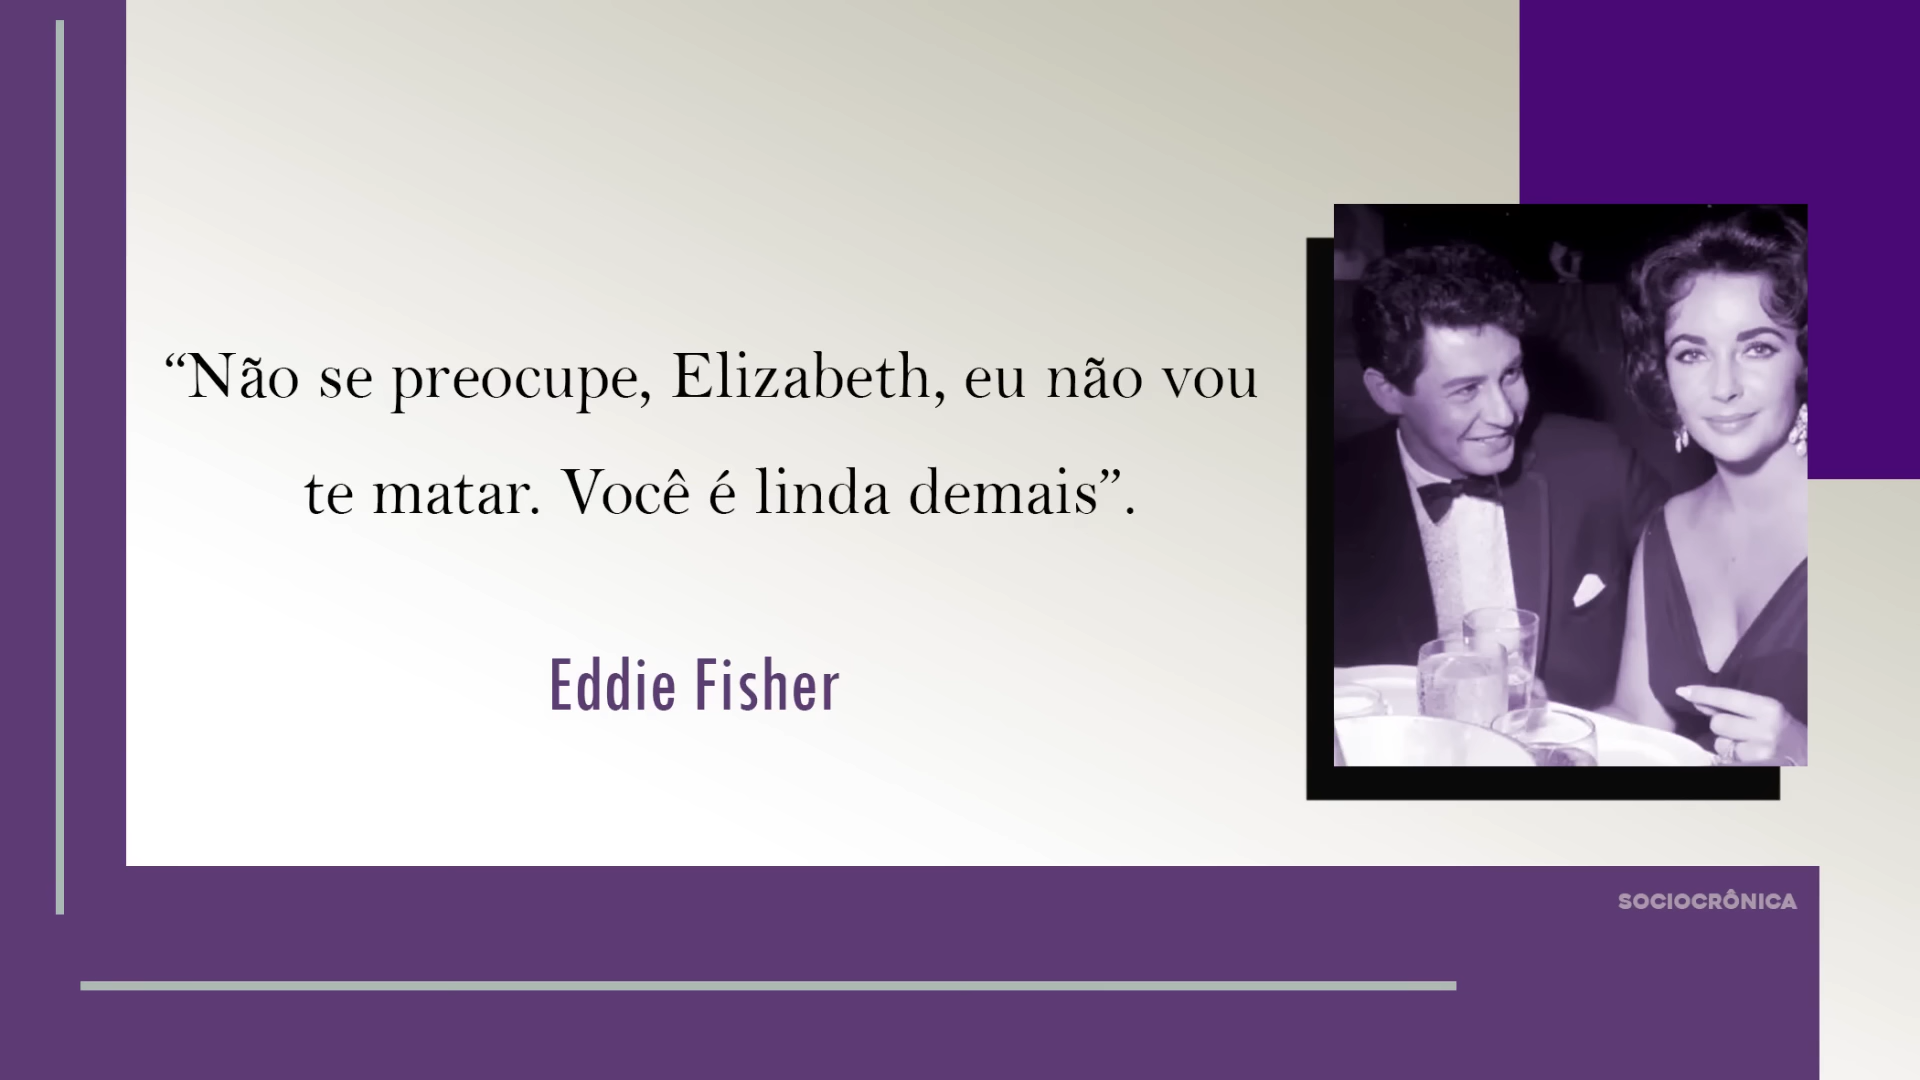 “Não se preocupe, Elizabeth, eu não vou
te matar. Você é linda demais”.
Eddie Fisher
SOCIOCRÔNICA